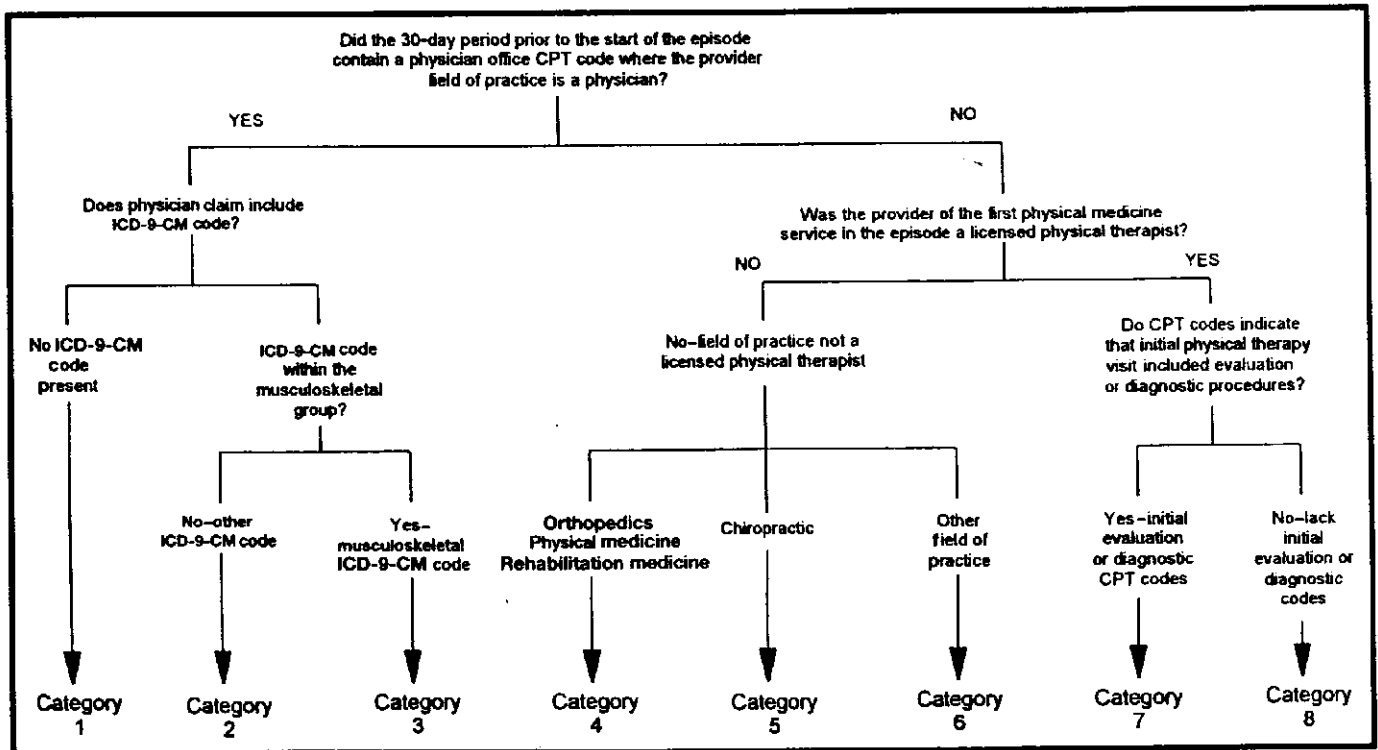 Did the 30-day period prior to the start of the episode
contain a physician office CPT code where the provider
field of practice is a physician?
YES
NO
Does physician claim include
ICD-9-CM code?
Was the provider of the first physical medicine
service in the episode a licensed physical therapist?
NO
YES
No ICD-9-CM
code
present
ICD-9-CM code
within the
musculoskeletal
group?
No-field of practice not a
licensed physical therapist
Do CPT codes indicate
that initial physical therapy
visit included evaluation
or diagnostic procedures?
No-other
ICD-9-CM code
Yes-
musculoskeletal
ICD-9-CM code
Orthopedics
Physical medicine
Rehabilitation medicine
Chiropractic
Other
field of
practice
Yes-initial
evaluation
or diagnostic
CPT codes
No-lack
initial
evaluation or
diagnostic
codes
Category
1
Category
2
Category
3
Category
4
Category
5
Category
6
Category
7
Category
8